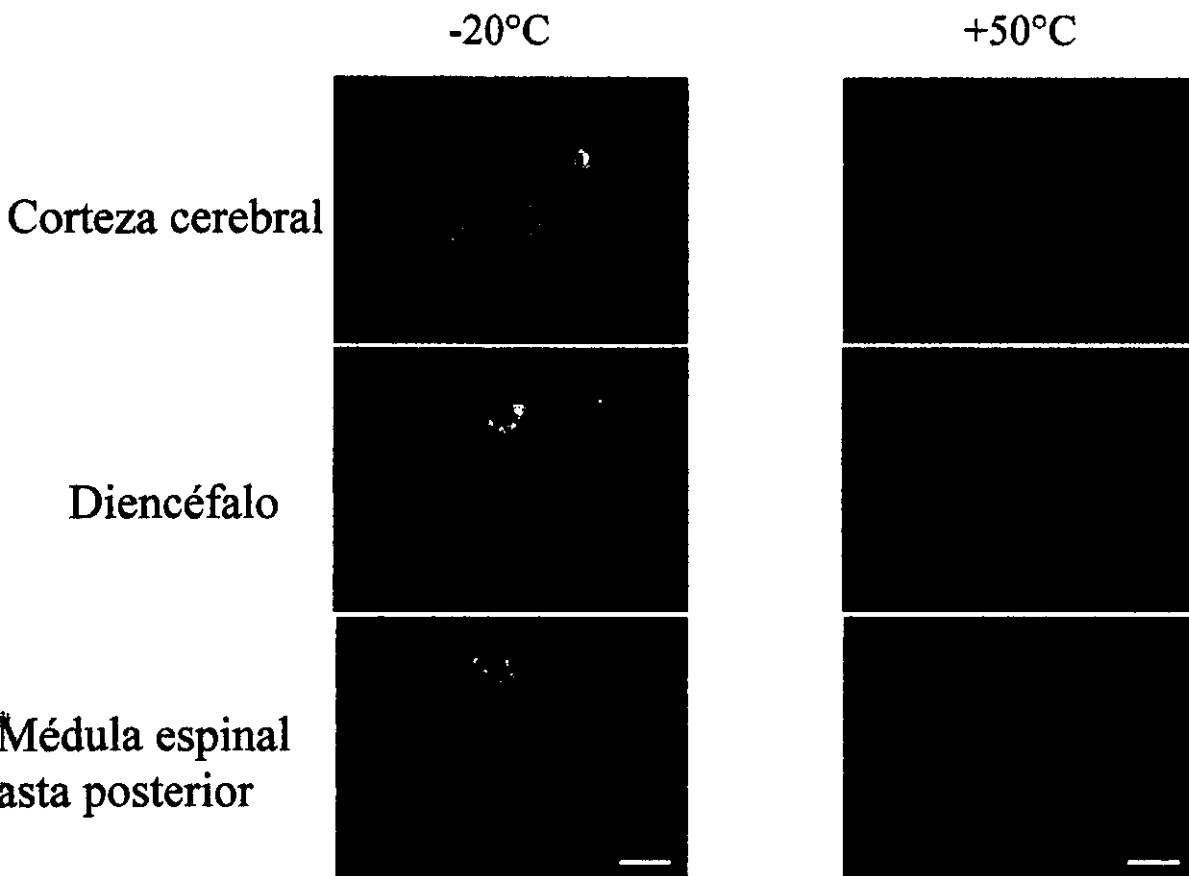 -20°C +50°C
Corteza cerebral
Diencéfalo
Médula espinal
asta posterior